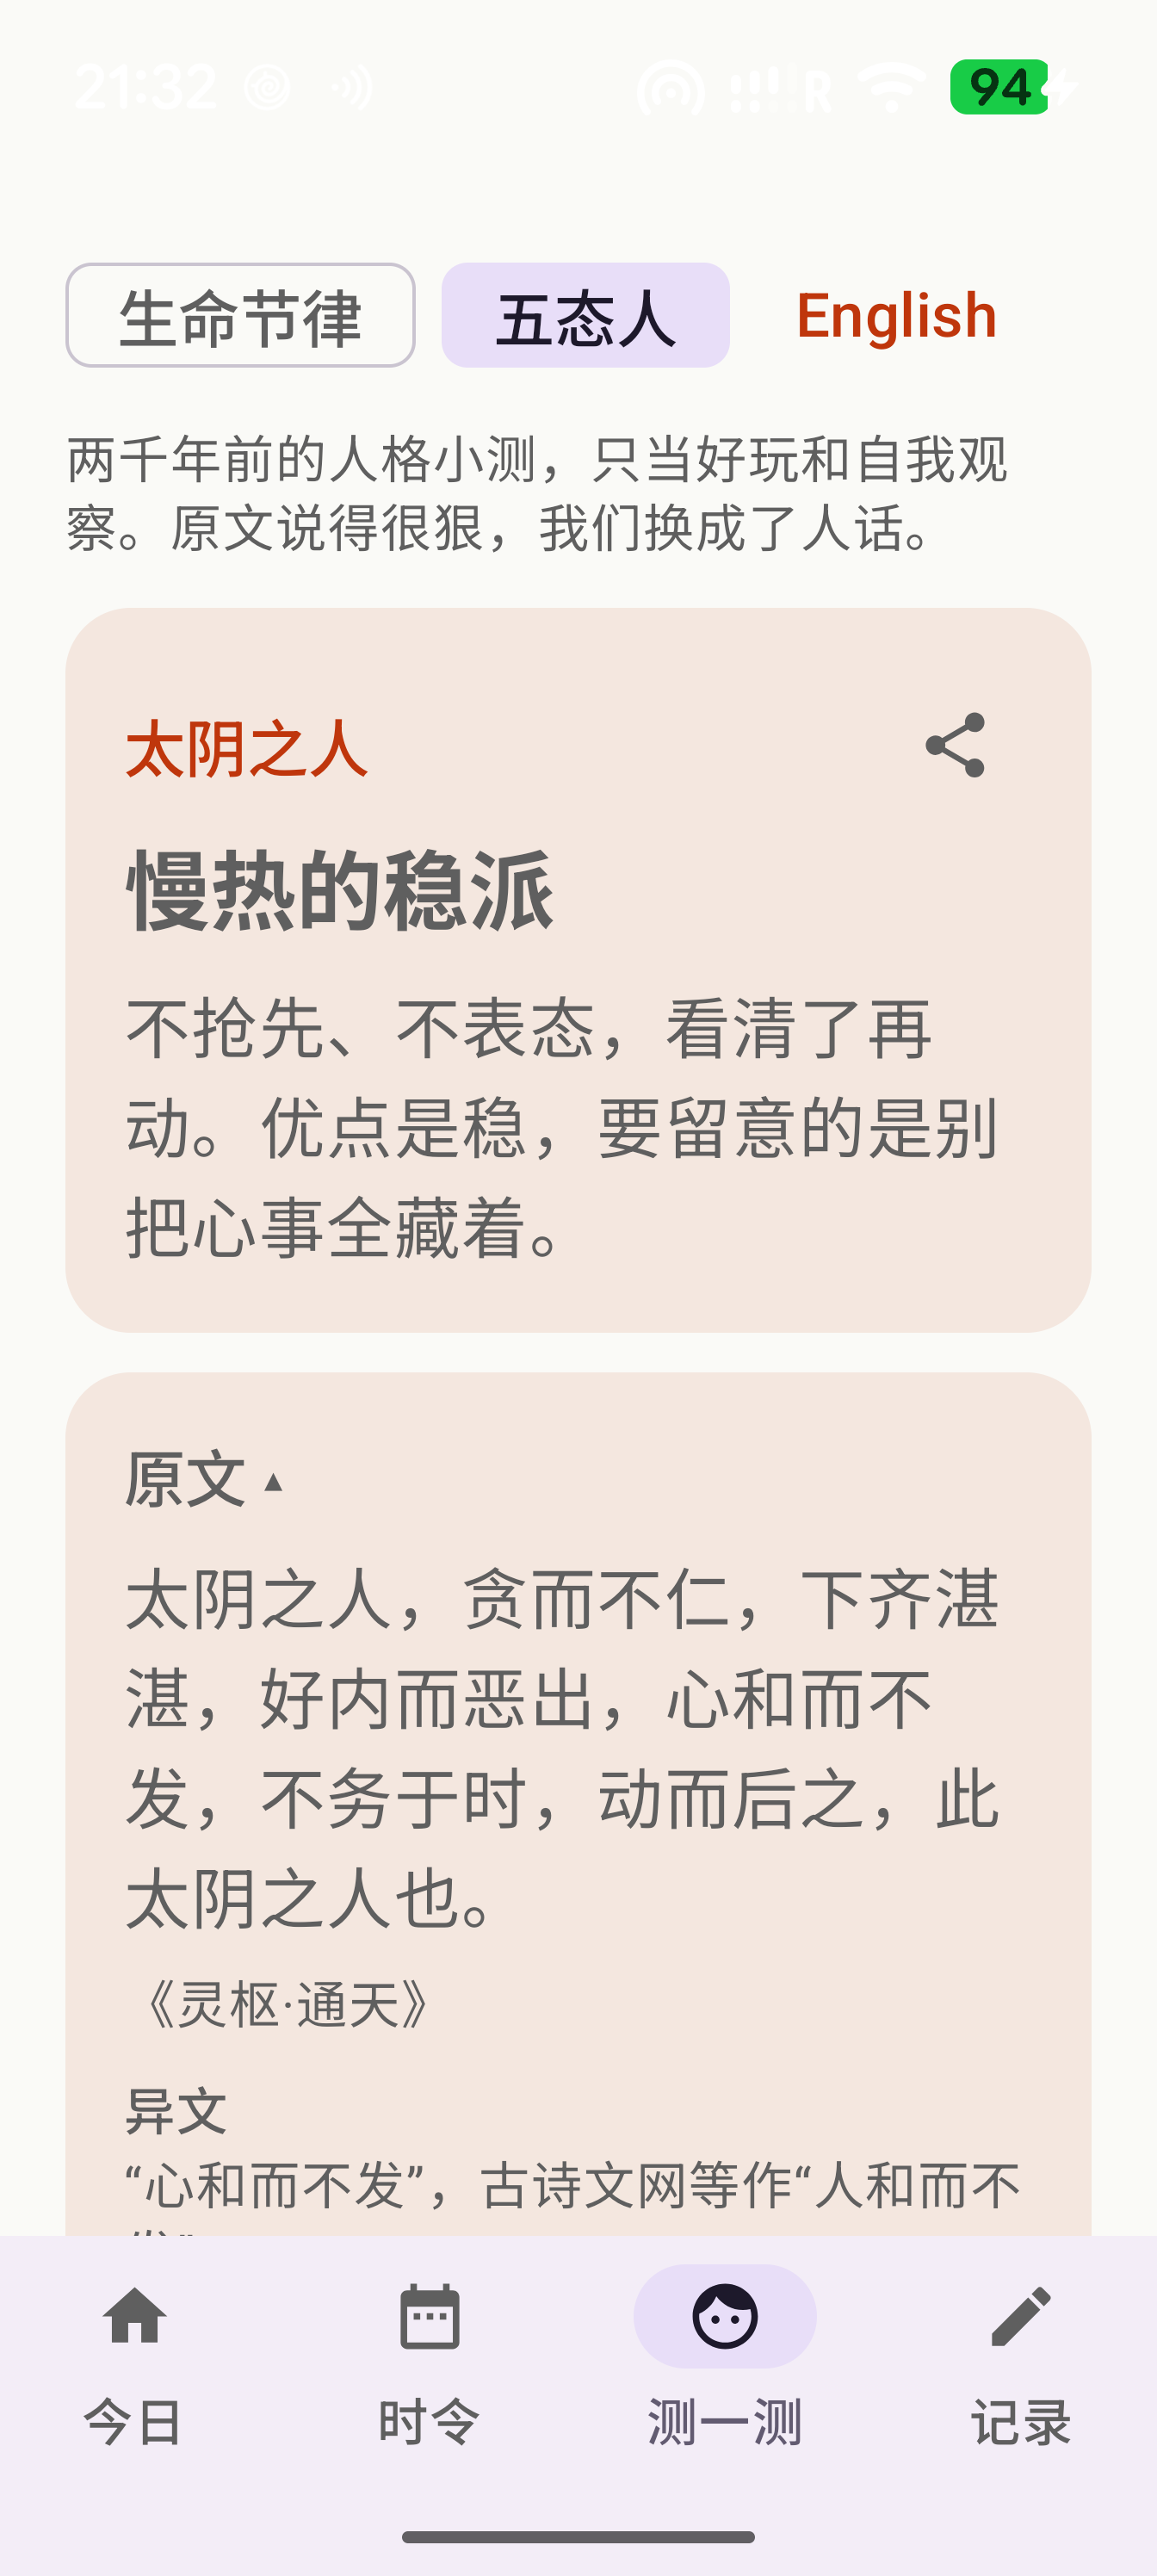 21:32
R
94
生命节律
五态人
English
两千年前的人格小测，只当好玩和自我观
察。原文说得很狠，我们换成了人话。
太阴之人
慢热的稳派
不抢先、不表态，看清了再
动。优点是稳，要留意的是别
把心事全藏着。
原文 ▴
太阴之人，贪而不仁，下齐湛
湛，好内而恶出，心和而不
发，不务于时，动而后之，此
太阴之人也。
《灵枢·通天》
异文
“心和而不发”，古诗文网等作“人和而不
今日
时令
测一测
记录